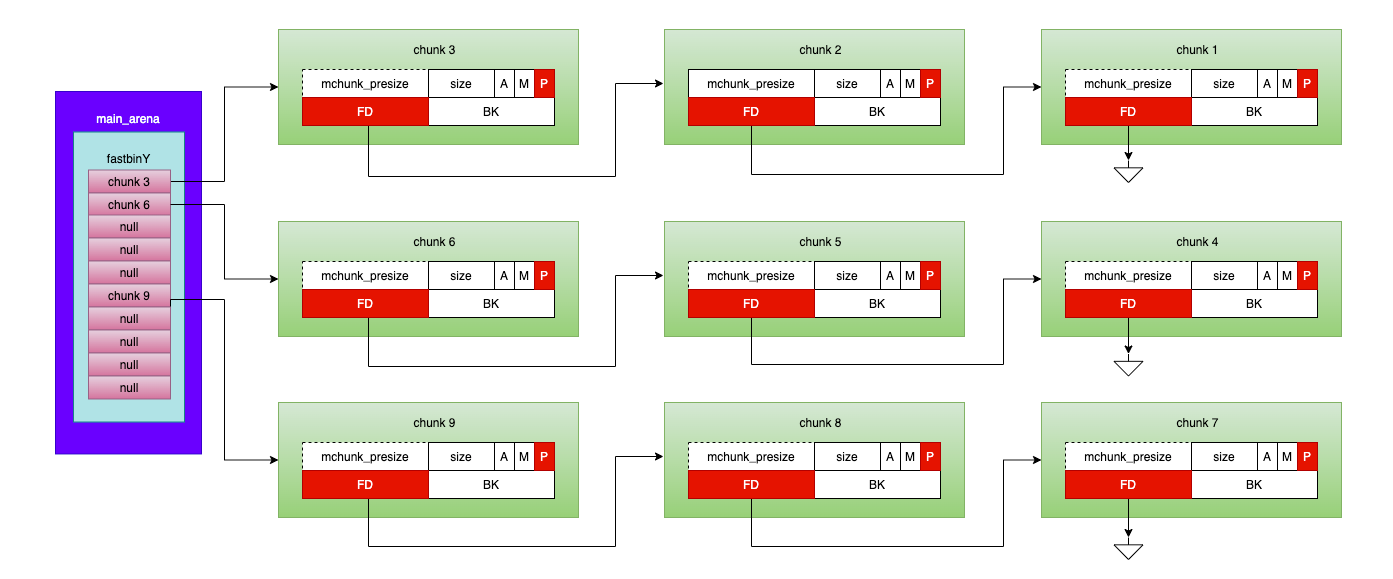 main_arena
fastbinY
chunk 3
chunk 6
null
null
null
chunk 9
null
null
null
null
chunk 3
mchunk_presize size A M P
FD BK
chunk 2
mchunk_presize size A M P
FD BK
chunk 1
mchunk_presize size A M P
FD BK
chunk 6
mchunk_presize size A M P
FD BK
chunk 5
mchunk_presize size A M P
FD BK
chunk 4
mchunk_presize size A M P
FD BK
chunk 9
mchunk_presize size A M P
FD BK
chunk 8
mchunk_presize size A M P
FD BK
chunk 7
mchunk_presize size A M P
FD BK